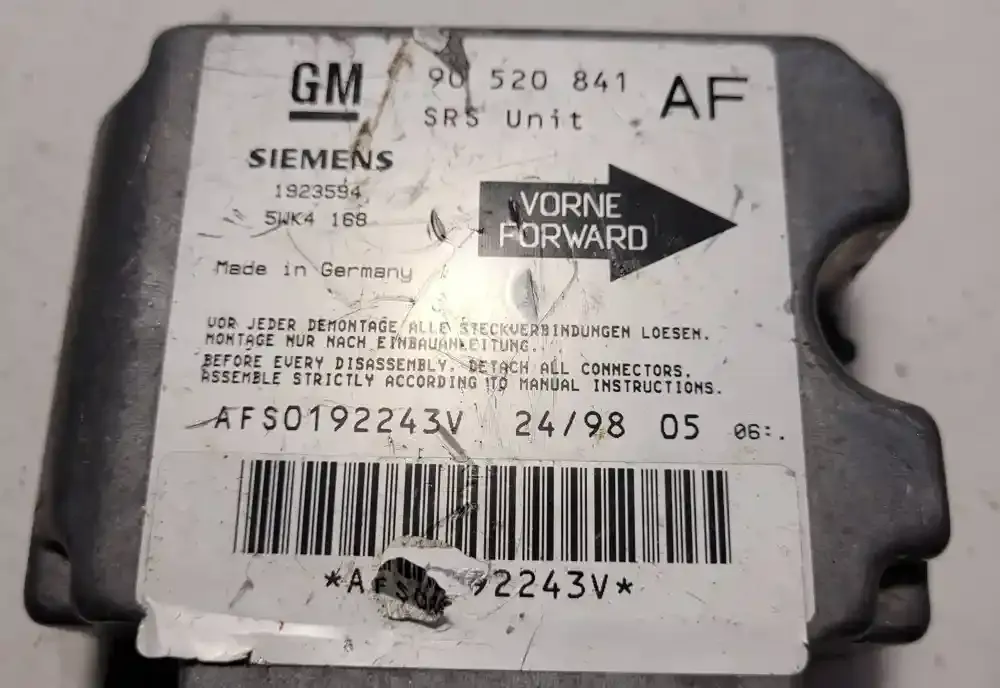 GM 90 520 841 AF
SRS Unit
SIEMENS
1923594
5WK4 168
VORNE
FORWARD
Made in Germany
VOR JEDER DEMONTAGE ALLE STECKVERBINDUNGEN LOESEN.
MONTAGE NUR NACH EINBAUANLEITUNG.
BEFORE EVERY DISASSEMBLY, DETACH ALL CONNECTORS,
ASSEMBLE STRICTLY ACCORDING TO MANUAL INSTRUCTIONS.
AFS0192243V 24/98 05 06:.